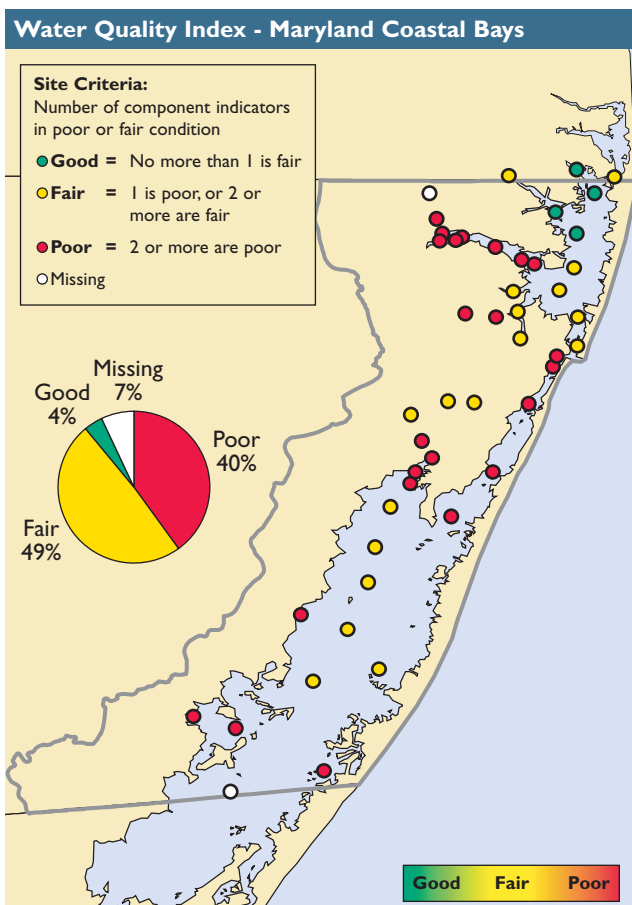 Water Quality Index - Maryland Coastal Bays
Site Criteria:
Number of component indicators
in poor or fair condition
Good = No more than 1 is fair
Fair = 1 is poor, or 2 or
more are fair
Poor = 2 or more are poor
Missing
Missing
7%
Good
4%
Poor
40%
Fair
49%
Good Fair Poor